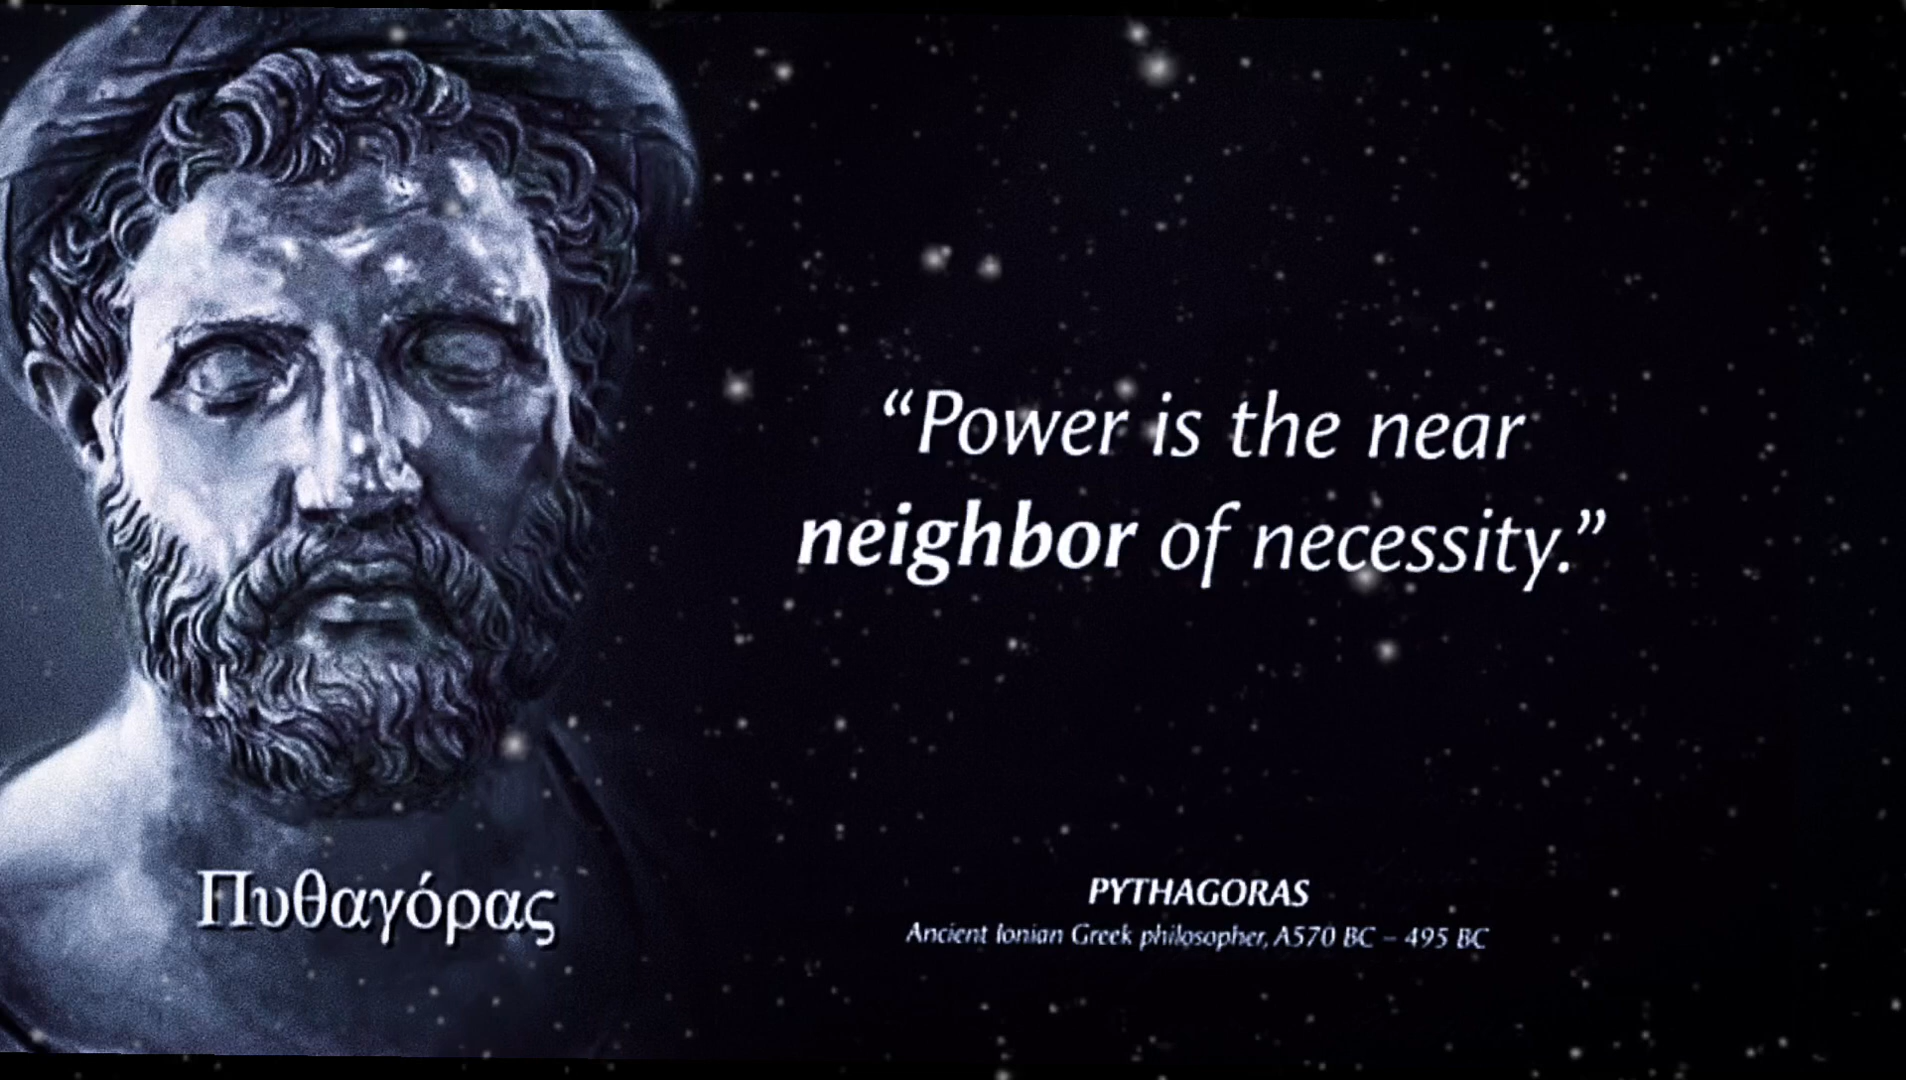 “Power is the near
neighbor of necessity.”
Πυθαγόρας
PYTHAGORAS
Ancient Ionian Greek philosopher, A570 BC – 495 BC